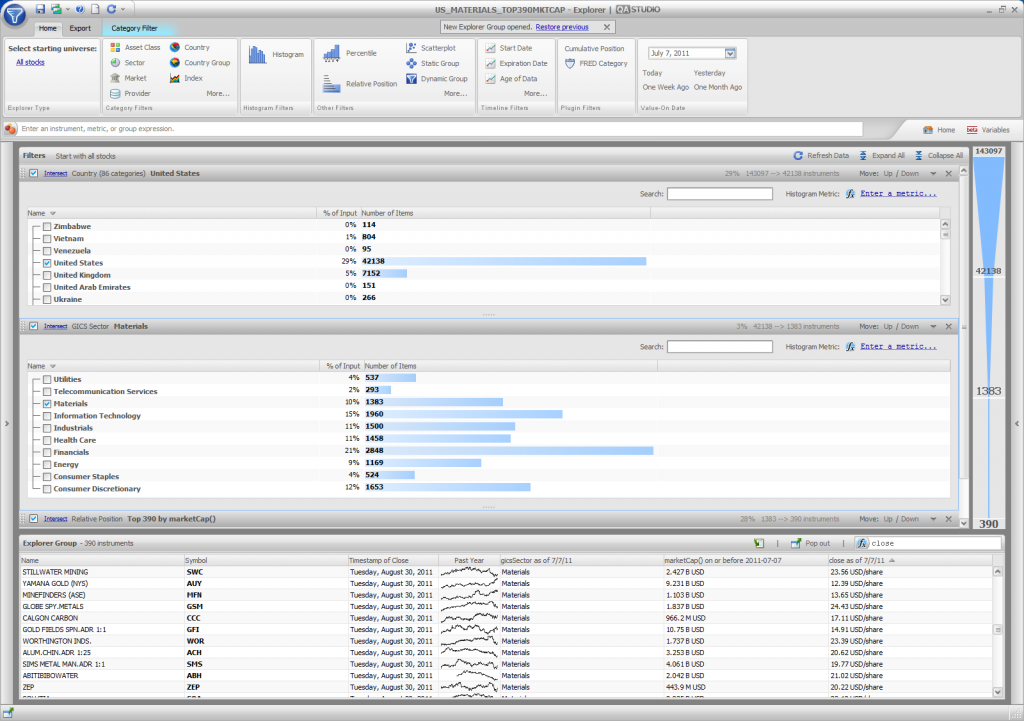 US_MATERIALS_TOP390MKTCAP - Explorer | QASTUDIO
Home Export Category Filter
New Explorer Group opened. Restore previous
Select starting universe:
All stocks
Explorer Type
Asset Class Country
Sector Country Group
Market Index
Provider More...
Category Filters
Histogram
Histogram Filters
Percentile Scatterplot
Static Group
Relative Position Dynamic Group
More...
Other Filters
Start Date
Expiration Date
Age of Data
More...
Timeline Filters
Cumulative Position
FRED Category
Plugin Filters
July 7, 2011
Today Yesterday
One Week Ago One Month Ago
Value-On Date
Enter an instrument, metric, or group expression.
Home beta Variables
Filters Start with all stocks Refresh Data Expand All Collapse All
143097
Intersect Country (86 categories) United States 29% 143097 --> 42138 instruments Move: Up / Down
Search: Histogram Metric: fx Enter a metric...
Name % of Input Number of Items
Zimbabwe 0% 114
Vietnam 1% 804
Venezuela 0% 95
United States 29% 42138
United Kingdom 5% 7152
United Arab Emirates 0% 151
Ukraine 0% 266
42138
Intersect GICS Sector Materials 3% 42138 --> 1383 instruments Move: Up / Down
Search: Histogram Metric: fx Enter a metric...
Name % of Input Number of Items
Utilities 4% 537
Telecommunication Services 2% 293
Materials 10% 1383
Information Technology 15% 1960
Industrials 11% 1500
Health Care 11% 1458
Financials 21% 2848
Energy 9% 1169
Consumer Staples 4% 524
Consumer Discretionary 12% 1653
1383
Intersect Relative Position Top 390 by marketCap() 28% 1383 --> 390 instruments Move: Up / Down
390
Explorer Group - 390 instruments Pop out fx close
Name Symbol Timestamp of Close Past Year gicsSector as of 7/7/11 marketCap() on or before 2011-07-07 close as of 7/7/11
STILLWATER MINING SWC Tuesday, August 30, 2011 Materials 2.427 B USD 23.56 USD/share
YAMANA GOLD (NYS) AUY Tuesday, August 30, 2011 Materials 9.231 B USD 12.39 USD/share
MINEFINDERS (ASE) MFN Tuesday, August 30, 2011 Materials 1.103 B USD 13.65 USD/share
GLOBE SPY.METALS GSM Tuesday, August 30, 2011 Materials 1.837 B USD 24.43 USD/share
CALGON CARBON CCC Tuesday, August 30, 2011 Materials 966.2 M USD 17.11 USD/share
GOLD FIELDS SPN.ADR 1:1 GFI Tuesday, August 30, 2011 Materials 10.75 B USD 14.91 USD/share
WORTHINGTON INDS. WOR Tuesday, August 30, 2011 Materials 1.737 B USD 23.39 USD/share
ALUM.CHIN.ADR 1:25 ACH Tuesday, August 30, 2011 Materials 3.253 B USD 20.62 USD/share
SIMS METAL MAN.ADR 1:1 SMS Tuesday, August 30, 2011 Materials 4.061 B USD 19.77 USD/share
ABITIBIBOWATER ABH Tuesday, August 30, 2011 Materials 2.042 B USD 21.02 USD/share
ZEP ZEP Tuesday, August 30, 2011 Materials 443.9 M USD 20.22 USD/share